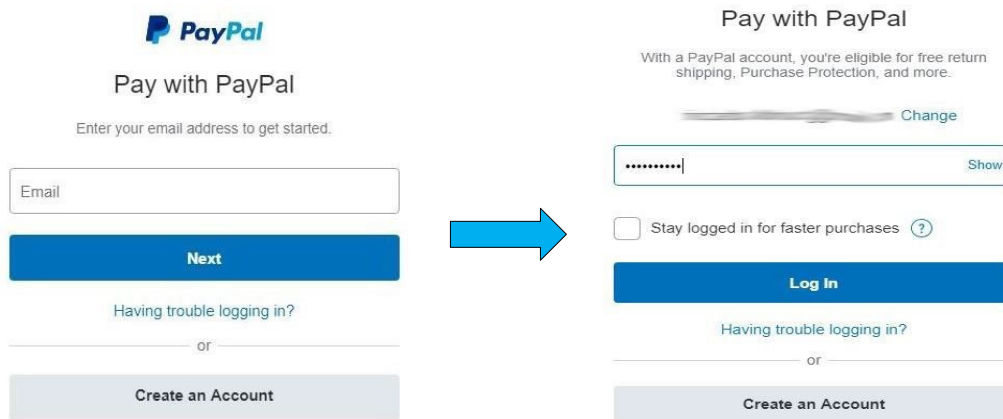 PayPal
Pay with PayPal
Enter your email address to get started.
Email
Next
Having trouble logging in?
or
Create an Account
Pay with PayPal
With a PayPal account, you're eligible for free return
shipping, Purchase Protection, and more.
Change
••••••••••
Show
Stay logged in for faster purchases ?
Log In
Having trouble logging in?
or
Create an Account